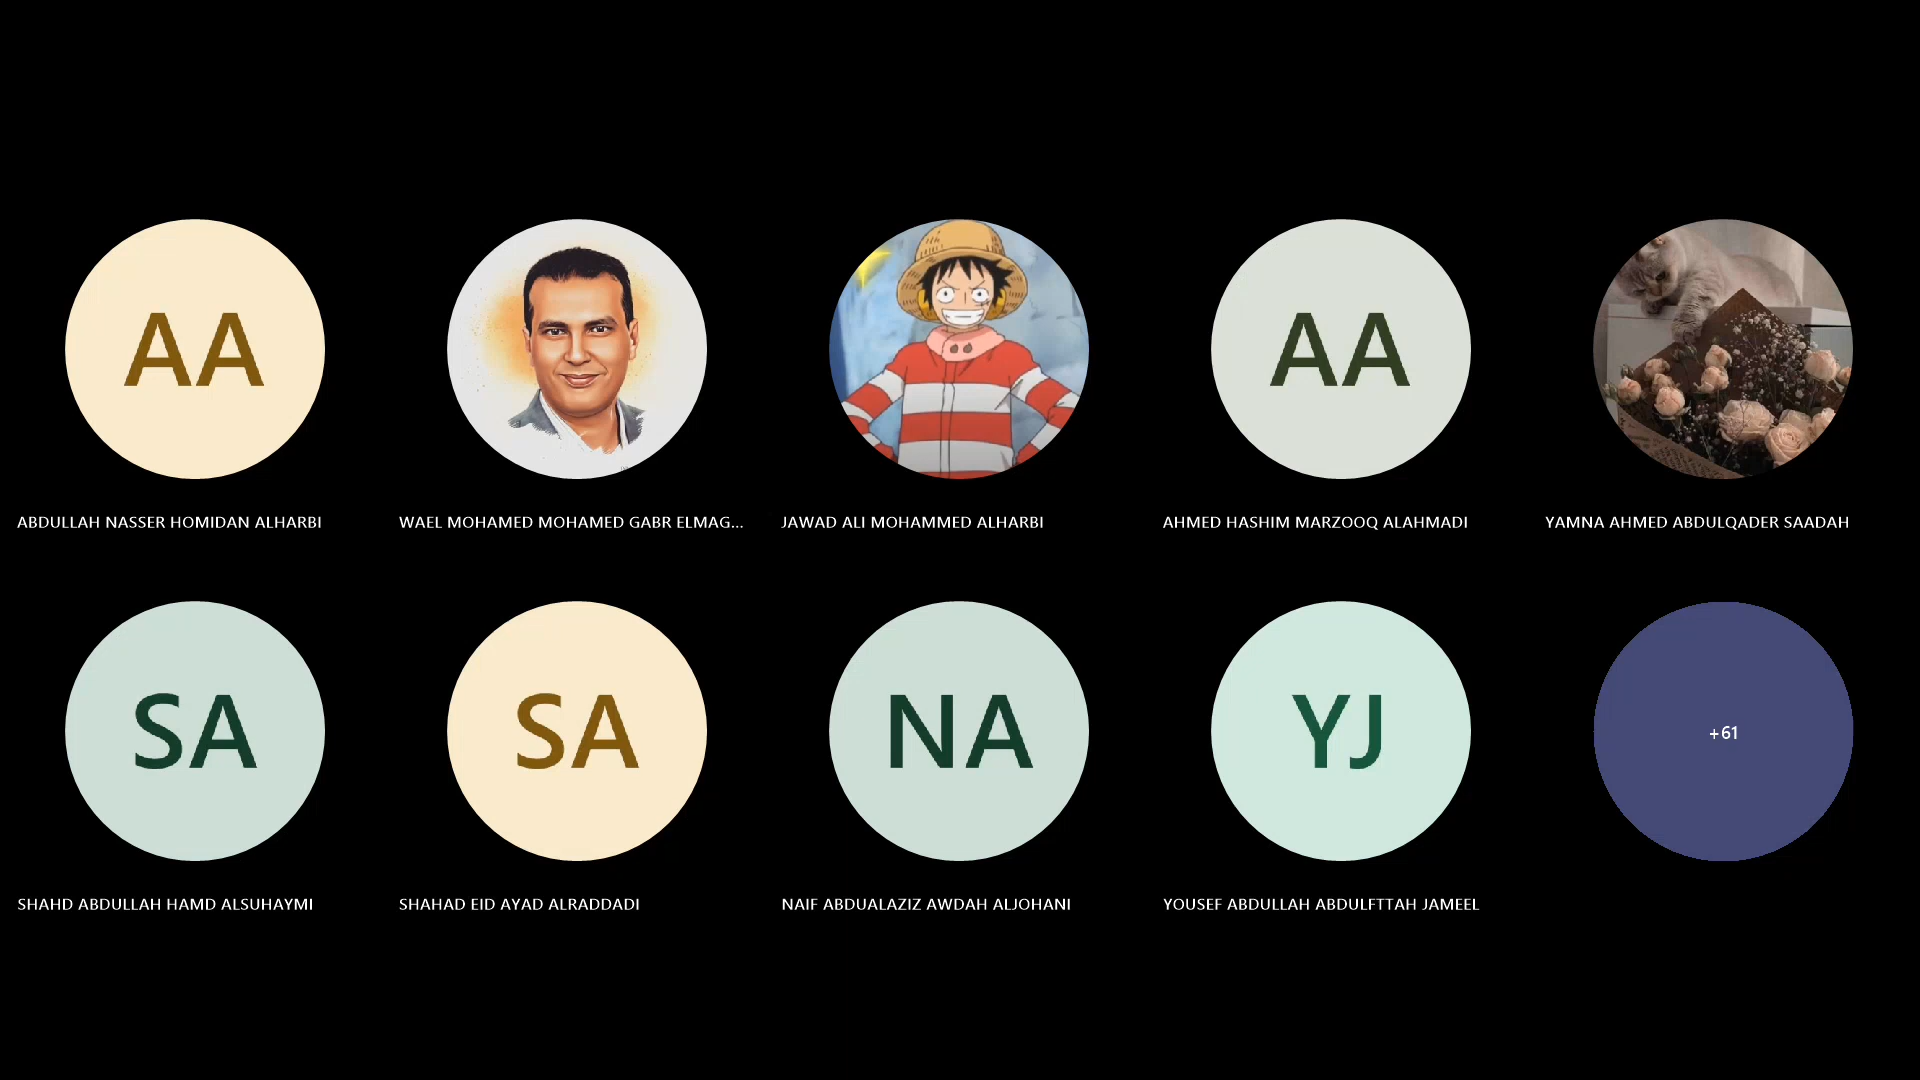 AA
ABDULLAH NASSER HOMIDAN ALHARBI
WAEL MOHAMED MOHAMED GABR ELMAG...
JAWAD ALI MOHAMMED ALHARBI
AA
AHMED HASHIM MARZOOQ ALAHMADI
YAMNA AHMED ABDULQADER SAADAH
SA
SHAHD ABDULLAH HAMD ALSUHAYMI
SA
SHAHAD EID AYAD ALRADDADI
NA
NAIF ABDUALAZIZ AWDAH ALJOHANI
YJ
YOUSEF ABDULLAH ABDULFTTAH JAMEEL
+61